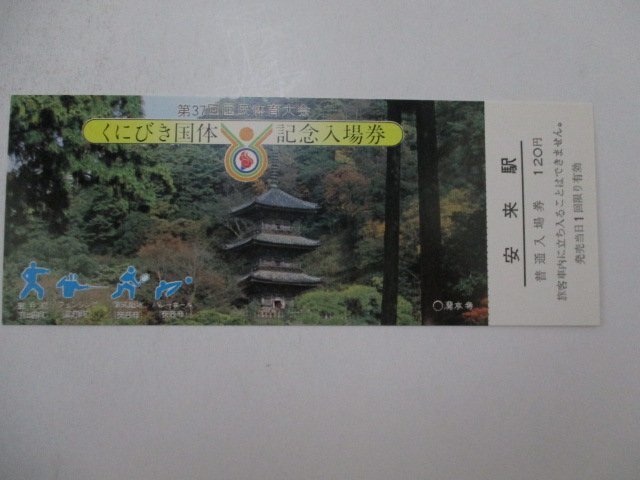 第37回国民体育大会
くにびき国体 記念入場券
○清水寺
安来駅
普通入場券 120円
旅客車内に立ち入ることはできません。
発売当日1回限り有効